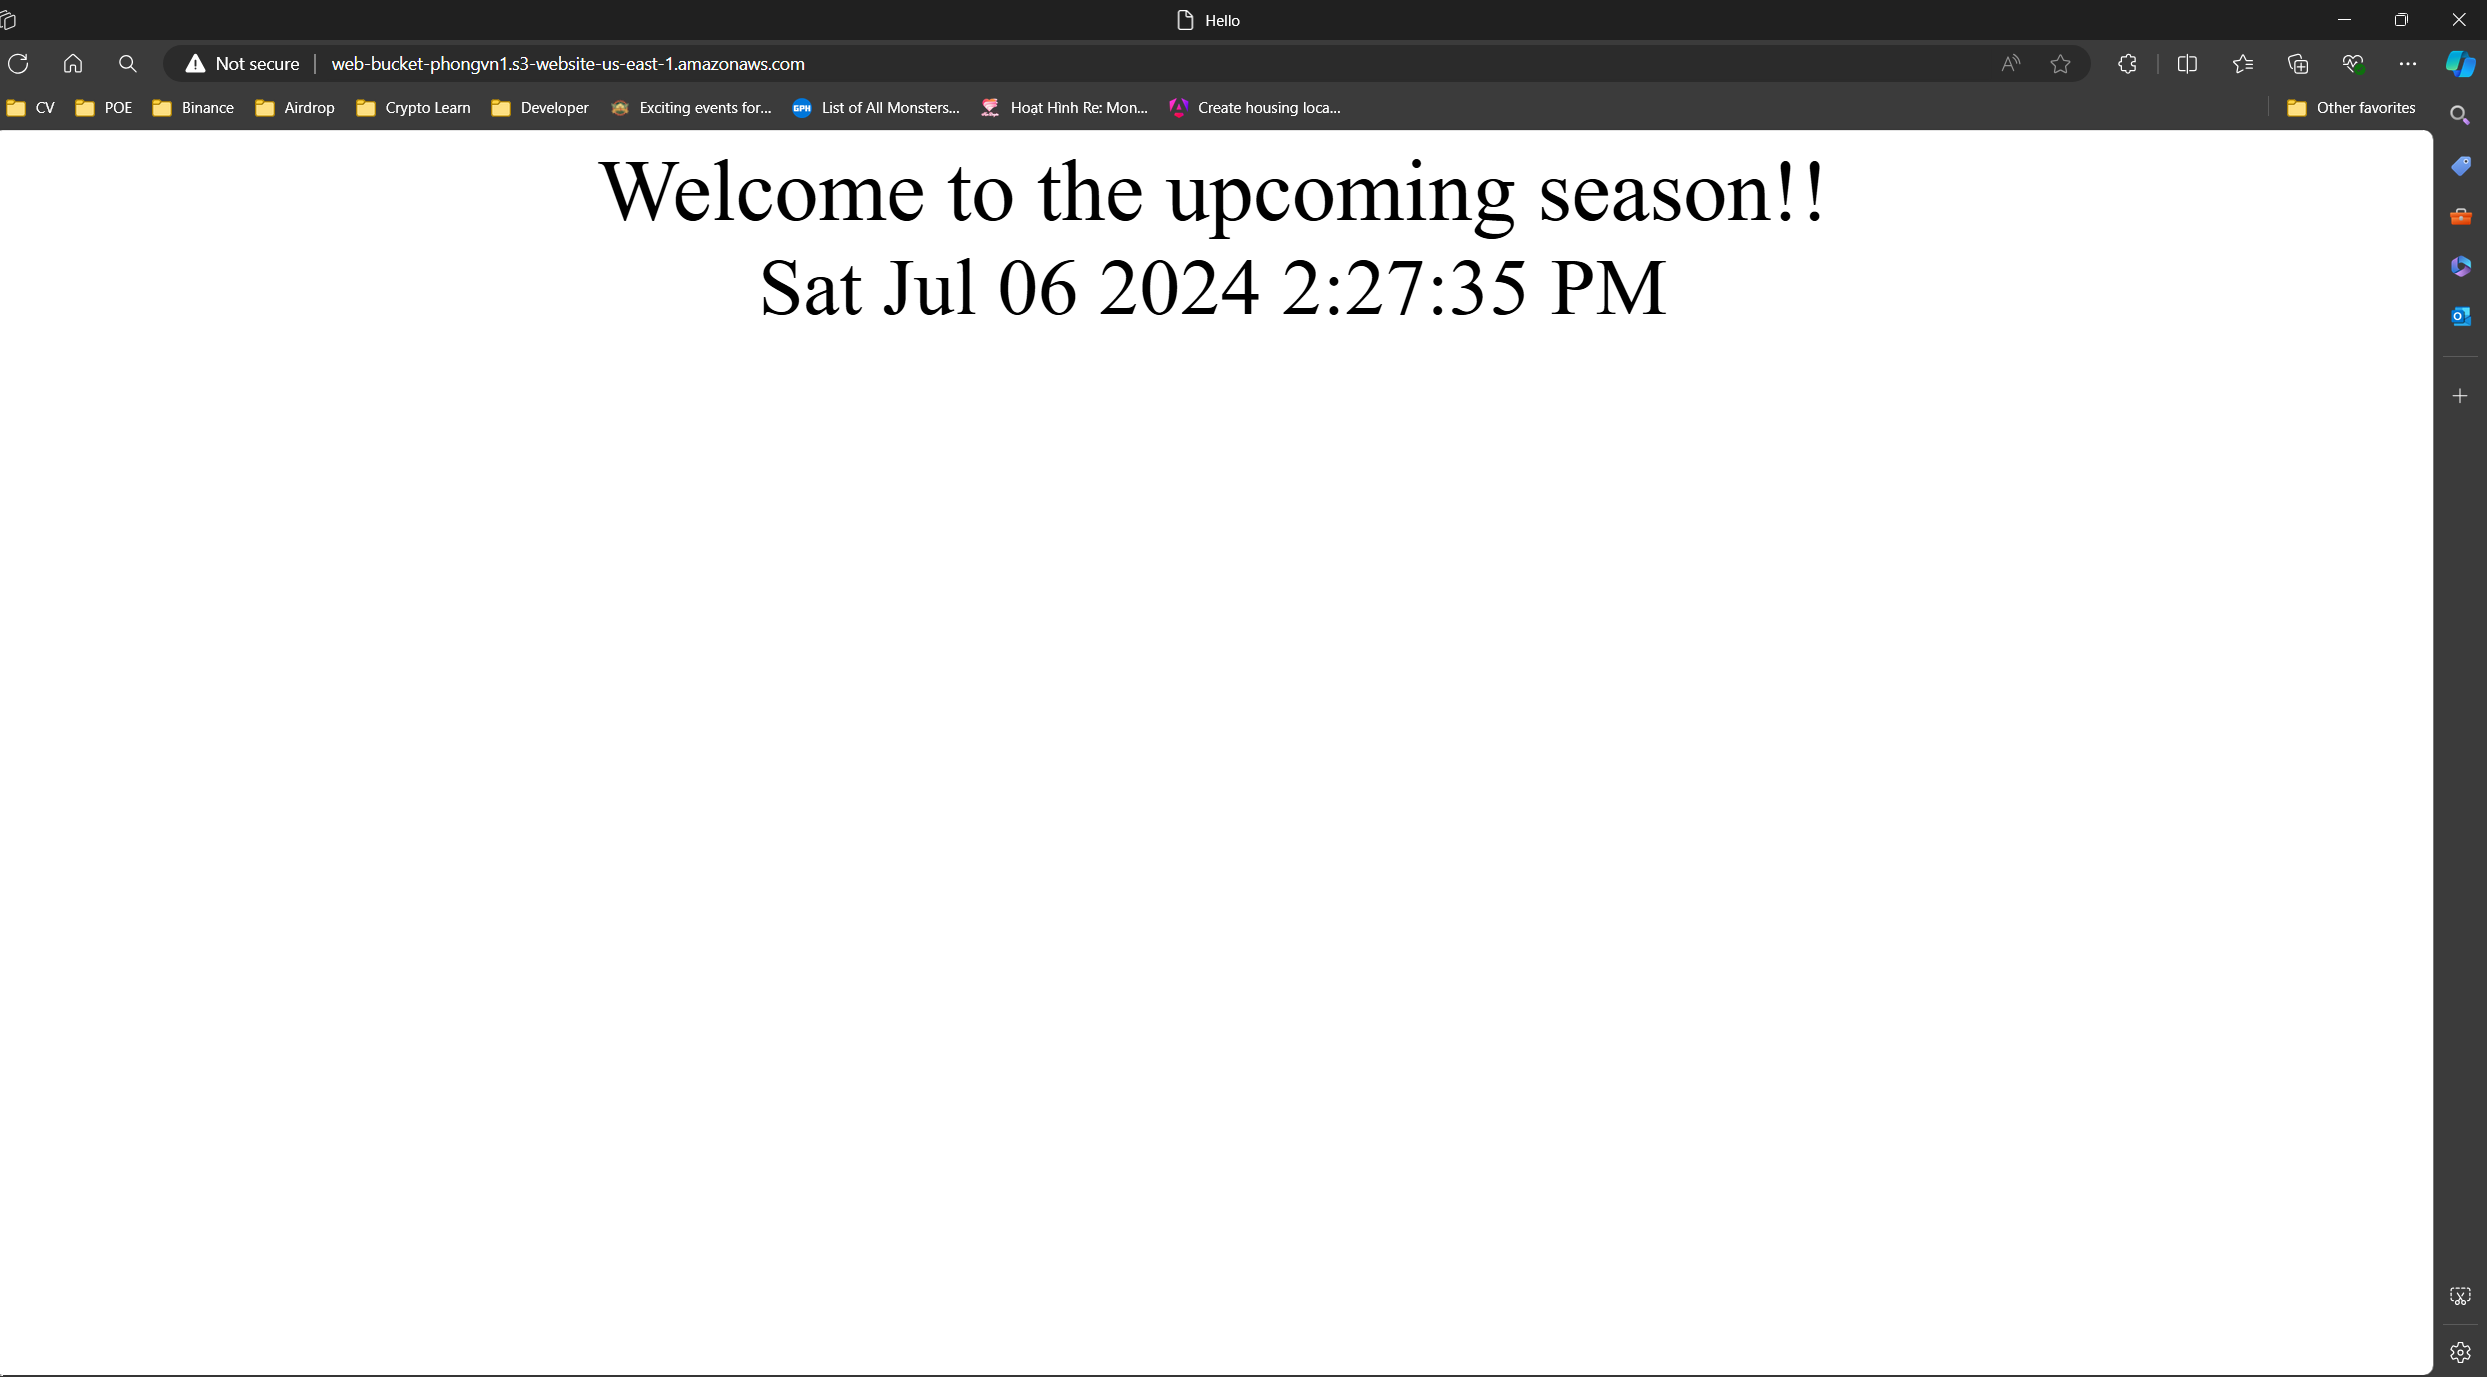 Hello
Not secure web-bucket-phongvn1.s3-website-us-east-1.amazonaws.com
CV POE Binance Airdrop Crypto Learn Developer Exciting events for... GPH List of All Monsters... Hoạt Hình Re: Mon... Create housing loca... Other favorites
Welcome to the upcoming season!!
Sat Jul 06 2024 2:27:35 PM